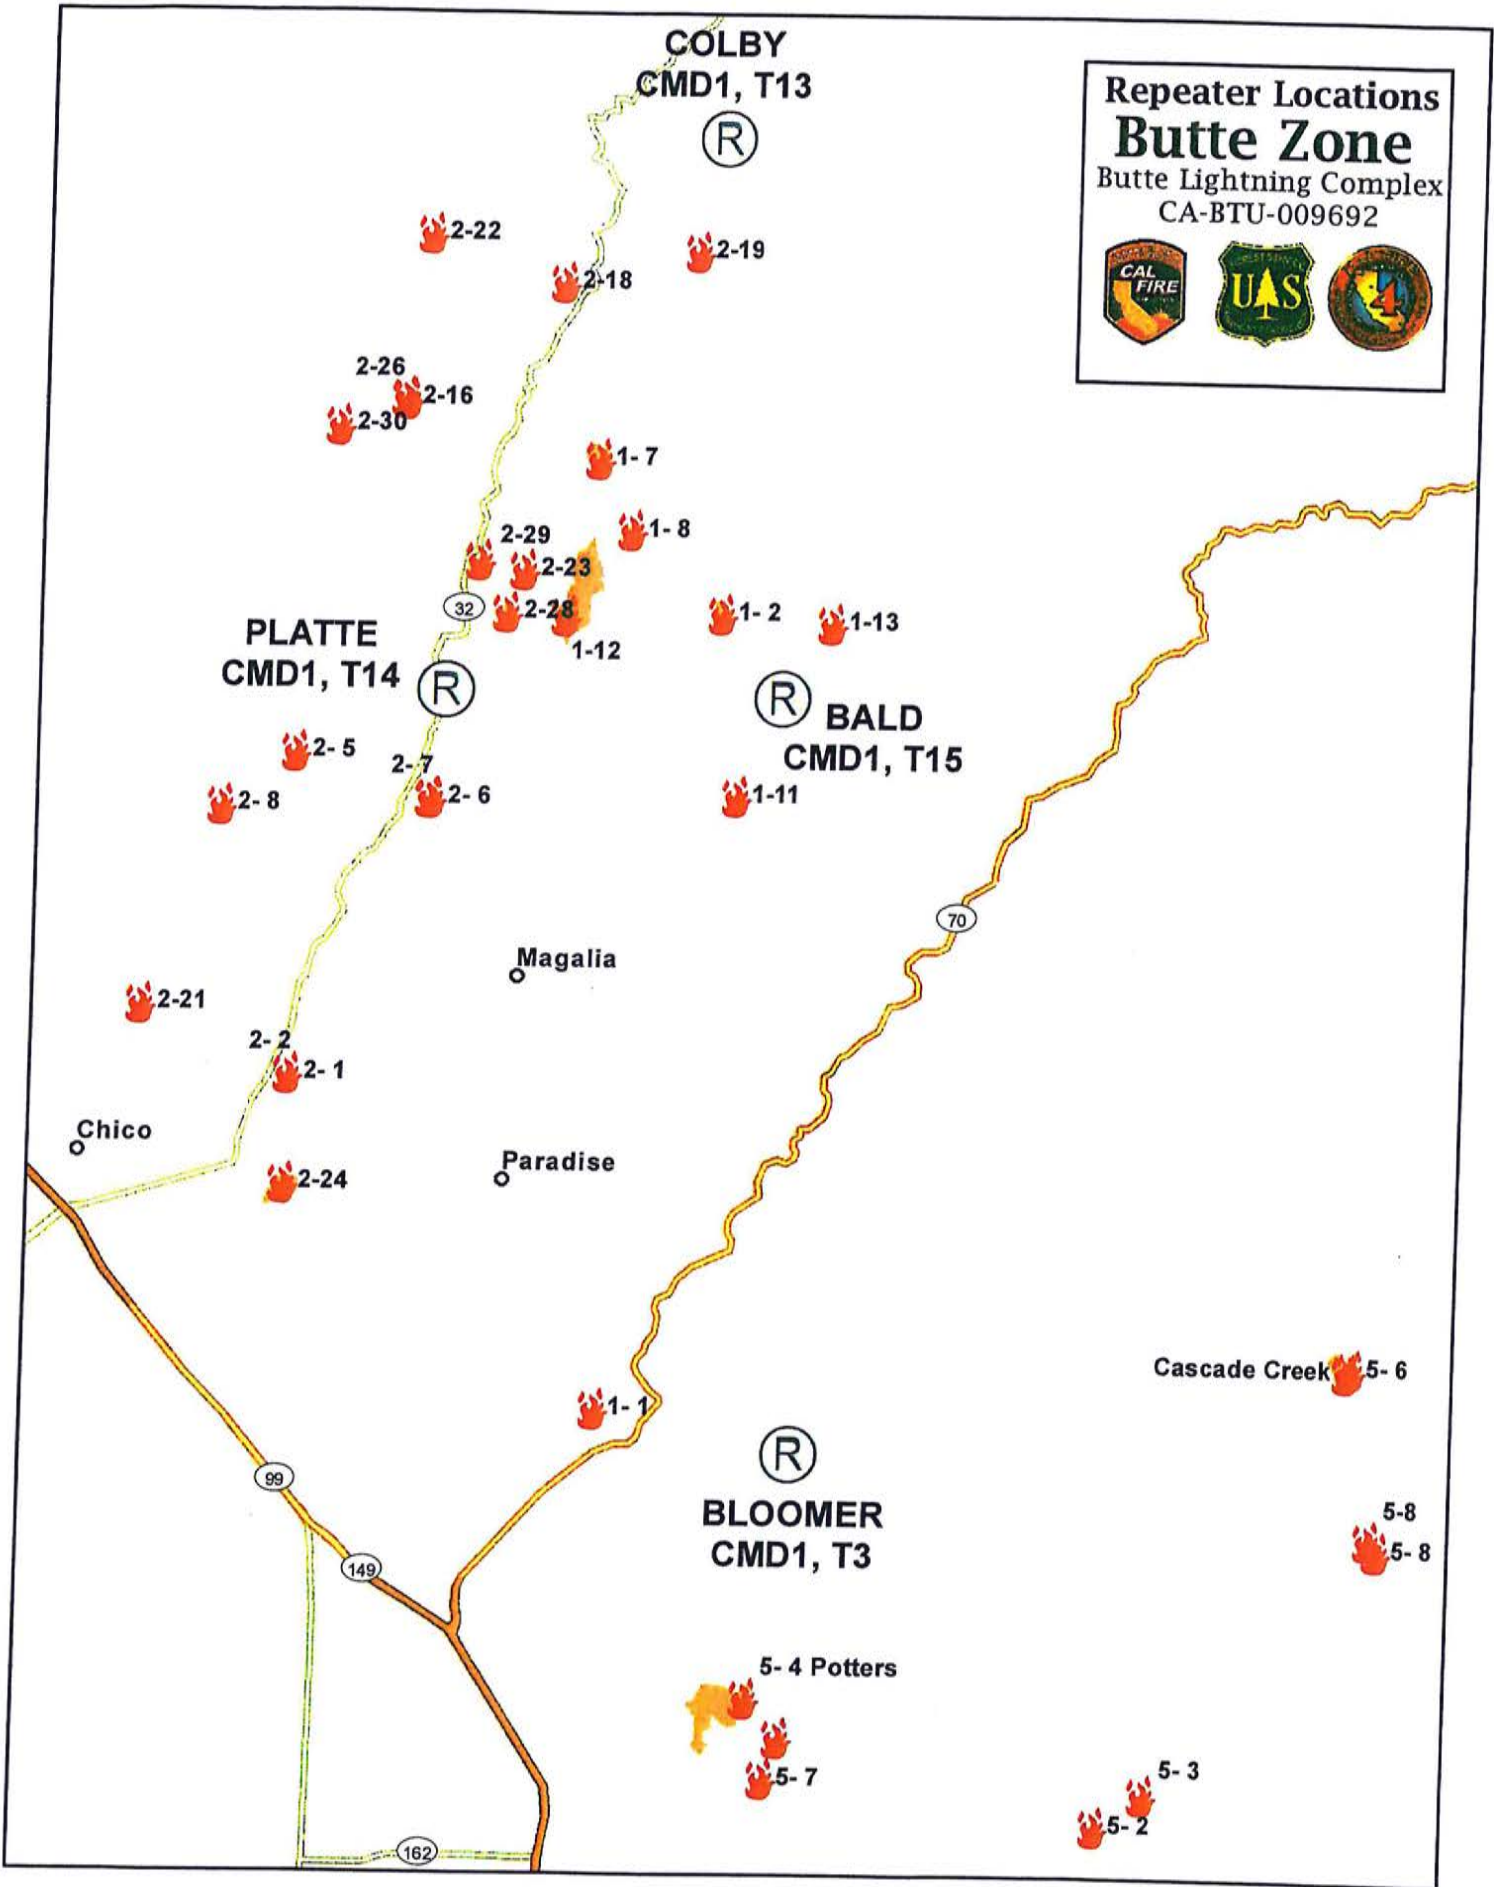 COLBY
CMD1, T13
R
Repeater Locations
Butte Zone
Butte Lightning Complex
CA-BTU-009692
CAL
FIRE
U S
4
2-22
2-19
2-18
2-26
2-16
2-30
1- 7
1- 8
2-29
2-23
32
2-28
1-12
1- 2
1-13
PLATTE
CMD1, T14
R
R
BALD
CMD1, T15
2- 5
2- 7
2- 8
2- 6
1-11
70
Magalia
2-21
2- 2
2- 1
Chico
Paradise
2-24
Cascade Creek
5- 6
1- 1
R
BLOOMER
CMD1, T3
99
149
5-8
5- 8
5- 4 Potters
5- 7
5- 3
5- 2
162